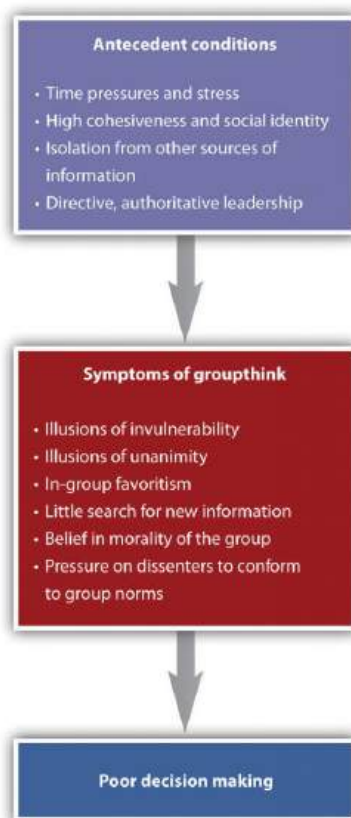 Antecedent conditions
• Time pressures and stress
• High cohesiveness and social identity
• Isolation from other sources of
information
• Directive, authoritative leadership
Symptoms of groupthink
• Illusions of invulnerability
• Illusions of unanimity
• In-group favoritism
• Little search for new information
• Belief in morality of the group
• Pressure on dissenters to conform
to group norms
Poor decision making